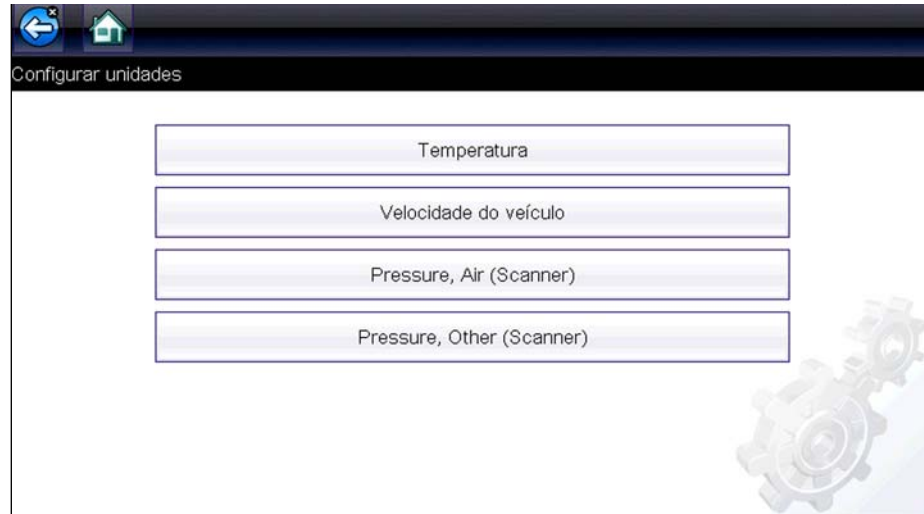 Configurar unidades
Temperatura
Velocidade do veículo
Pressure, Air (Scanner)
Pressure, Other (Scanner)